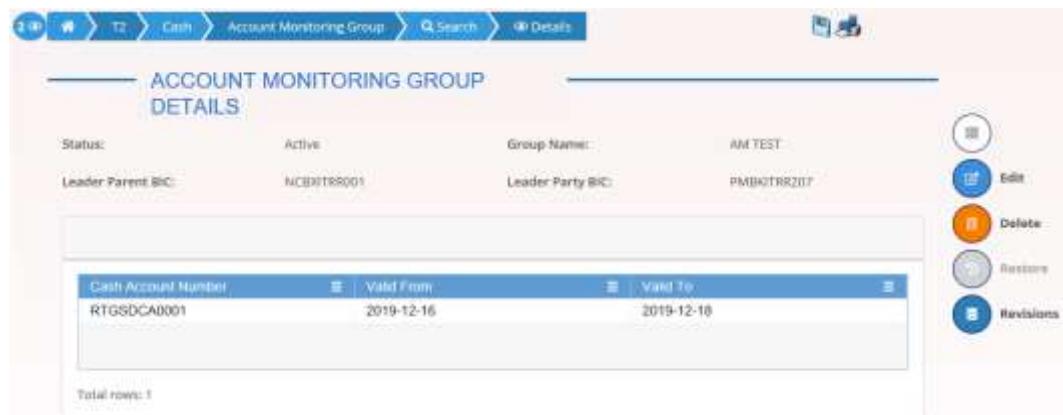 2
T2
Cash
Account Monitoring Group
Search
Details
ACCOUNT MONITORING GROUP
DETAILS
Status: Active Group Name: AM TEST
Leader Parent BIC: NCBXITRR001 Leader Party BIC: PMBKITRR207
Edit
Delete
Restore
Revisions
Cash Account Number Valid From Valid To
RTGSDCA0001 2019-12-16 2019-12-18
Total rows: 1